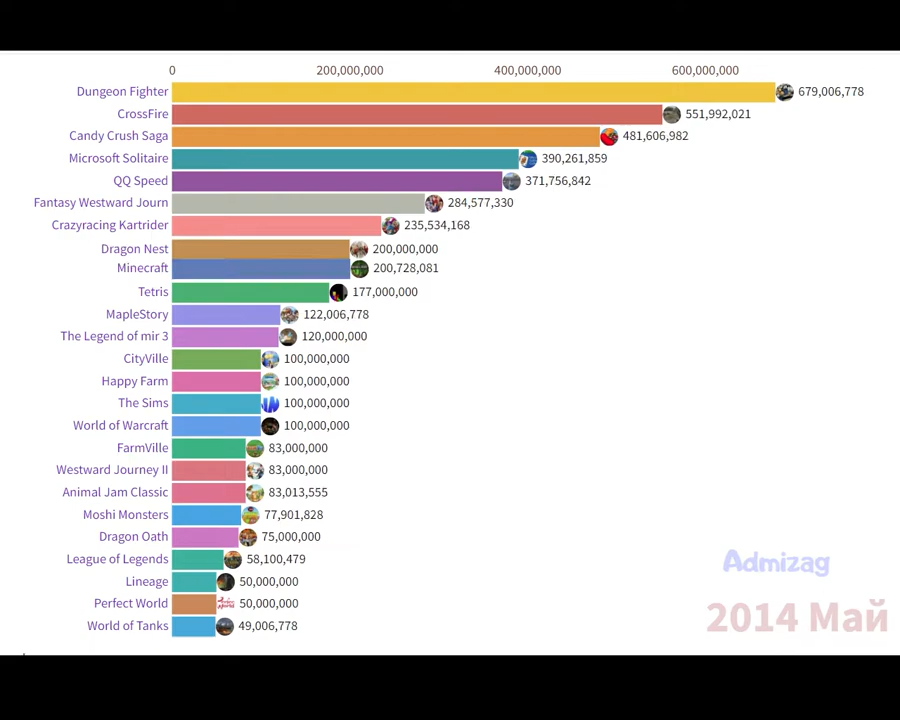 0 200,000,000 400,000,000 600,000,000
Dungeon Fighter 679,006,778
CrossFire 551,992,021
Candy Crush Saga 481,606,982
Microsoft Solitaire 390,261,859
QQ Speed 371,756,842
Fantasy Westward Journ 284,577,330
Crazyracing Kartrider 235,534,168
Dragon Nest 200,000,000
Minecraft 200,728,081
Tetris 177,000,000
MapleStory 122,006,778
The Legend of mir 3 120,000,000
CityVille 100,000,000
Happy Farm 100,000,000
The Sims 100,000,000
World of Warcraft 100,000,000
FarmVille 83,000,000
Westward Journey II 83,000,000
Animal Jam Classic 83,013,555
Moshi Monsters 77,901,828
Dragon Oath 75,000,000
League of Legends 58,100,479
Lineage 50,000,000
Perfect World 50,000,000
World of Tanks 49,006,778
Admizag
2014 Май